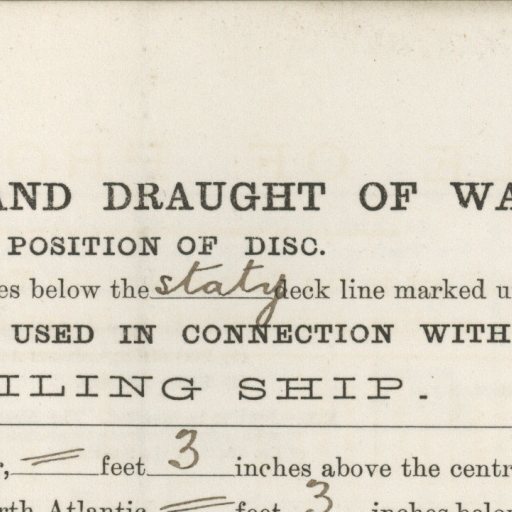 AND DRAUGHT OF WA
POSITION OF DISC.
es below the staty deck line marked u
USED IN CONNECTION WITH
ILING SHIP.
r, = feet 3 inches above the centr
rth Atlantic = feet 3 inches below